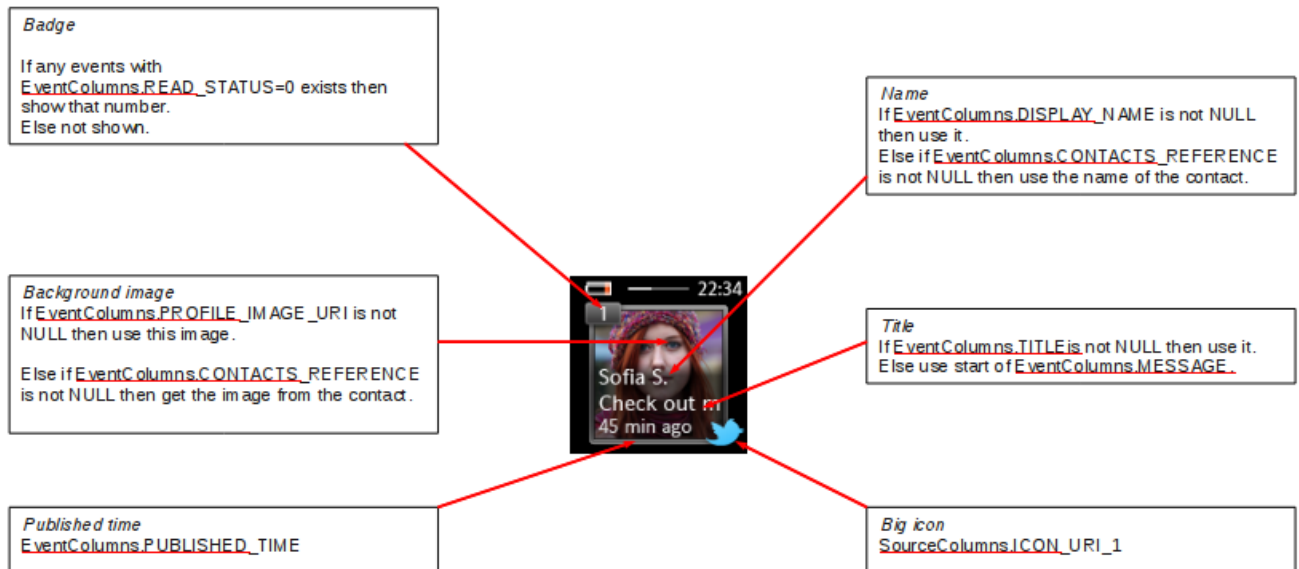 Badge
If any events with
EventColumns.READ_STATUS=0 exists then
show that number.
Else not shown.
Name
If EventColumns.DISPLAY_NAME is not NULL
then use it.
Else if EventColumns.CONTACTS_REFERENCE
is not NULL then use the name of the contact.
Background image
If EventColumns.PROFILE_IMAGE_URI is not
NULL then use this image.
Else if EventColumns.CONTACTS_REFERENCE
is not NULL then get the image from the contact.
22:34
1
Sofia S.
Check out m
45 min ago
Title
If EventColumns.TITLE is not NULL then use it.
Else use start of EventColumns.MESSAGE.
Published time
EventColumns.PUBLISHED_TIME
Big icon
SourceColumns.ICON_URI_1